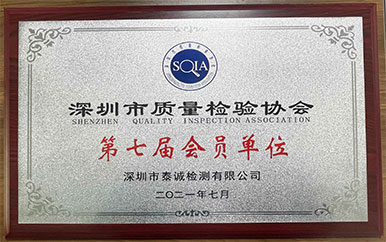 SQIA
深圳市质量检验协会
SHENZHEN QUALITY INSPECTION ASSOCIATION
第七届会员单位
深圳市泰诚检测有限公司
二〇二一年七月